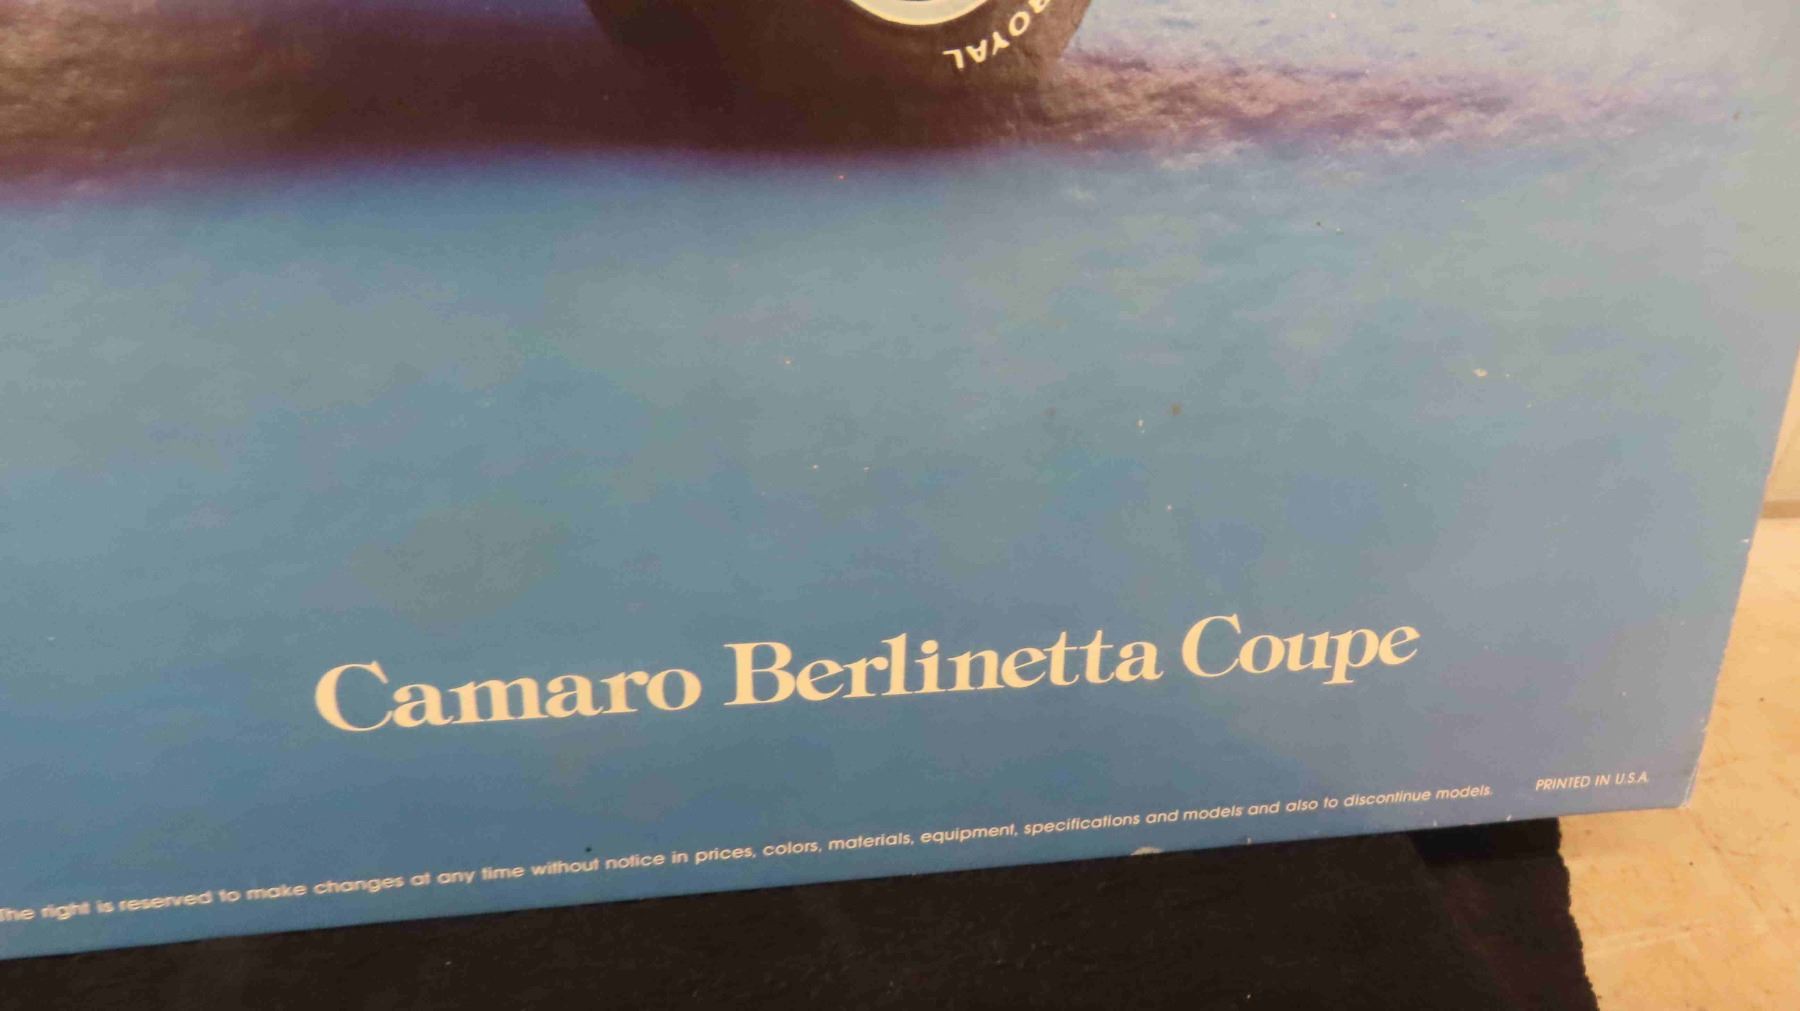 ROYAL
Camaro Berlinetta Coupe
The right is reserved to make changes at any time without notice in prices, colors, materials, equipment, specifications and models and also to discontinue models.
PRINTED IN U.S.A.